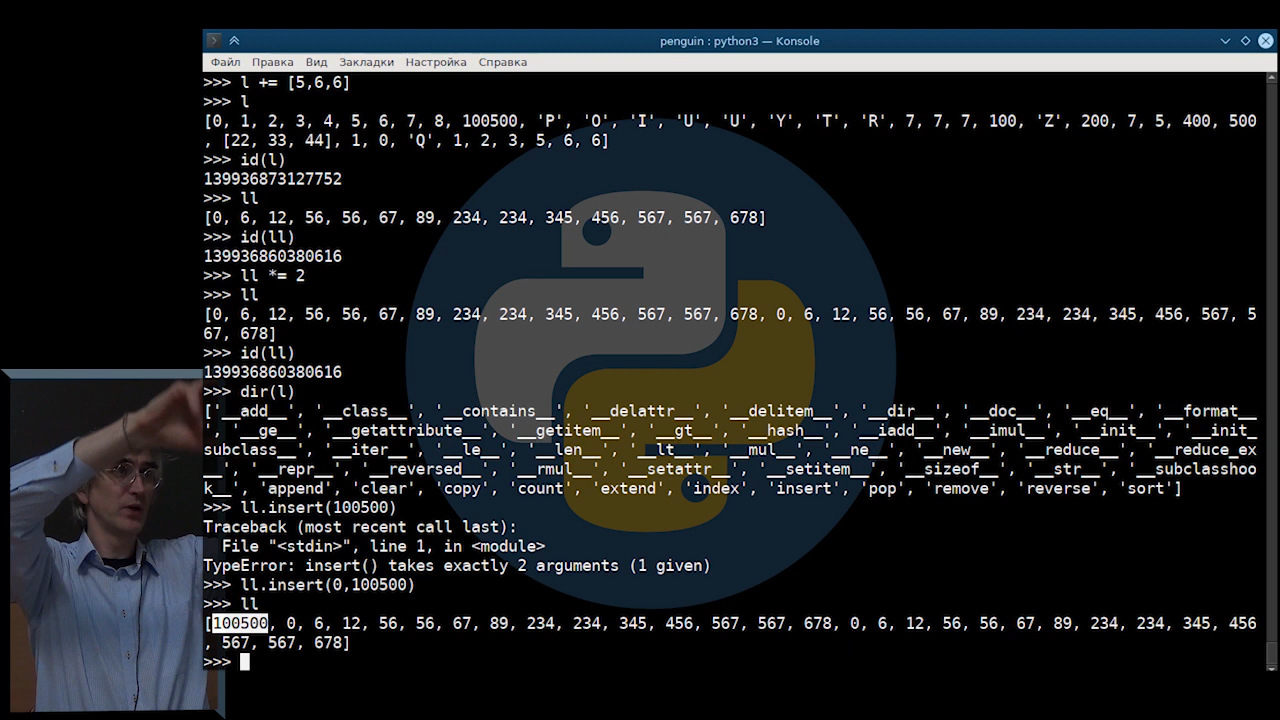 penguin : python3 — Konsole
Файл Правка Вид Закладки Настройка Справка
>>> l += [5,6,6]
>>> l
[0, 1, 2, 3, 4, 5, 6, 7, 8, 100500, 'P', 'O', 'I', 'U', 'U', 'Y', 'T', 'R', 7, 7, 7, 100, 'Z', 200, 7, 5, 400, 500
, [22, 33, 44], 1, 0, 'Q', 1, 2, 3, 5, 6, 6]
>>> id(l)
139936873127752
>>> ll
[0, 6, 12, 56, 56, 67, 89, 234, 234, 345, 456, 567, 567, 678]
>>> id(ll)
139936860380616
>>> ll *= 2
>>> ll
[0, 6, 12, 56, 56, 67, 89, 234, 234, 345, 456, 567, 567, 678, 0, 6, 12, 56, 56, 67, 89, 234, 234, 345, 456, 567, 5
67, 678]
>>> id(ll)
139936860380616
>>> dir(l)
['__add__', '__class__', '__contains__', '__delattr__', '__delitem__', '__dir__', '__doc__', '__eq__', '__format__
', '__ge__', '__getattribute__', '__getitem__', '__gt__', '__hash__', '__iadd__', '__imul__', '__init__', '__init_
subclass__', '__iter__', '__le__', '__len__', '__lt__', '__mul__', '__ne__', '__new__', '__reduce__', '__reduce_ex
__', '__repr__', '__reversed__', '__rmul__', '__setattr__', '__setitem__', '__sizeof__', '__str__', '__subclasshoo
k__', 'append', 'clear', 'copy', 'count', 'extend', 'index', 'insert', 'pop', 'remove', 'reverse', 'sort']
>>> ll.insert(100500)
Traceback (most recent call last):
  File "<stdin>", line 1, in <module>
TypeError: insert() takes exactly 2 arguments (1 given)
>>> ll.insert(0,100500)
>>> ll
[100500, 0, 6, 12, 56, 56, 67, 89, 234, 234, 345, 456, 567, 567, 678, 0, 6, 12, 56, 56, 67, 89, 234, 234, 345, 456
, 567, 567, 678]
>>>